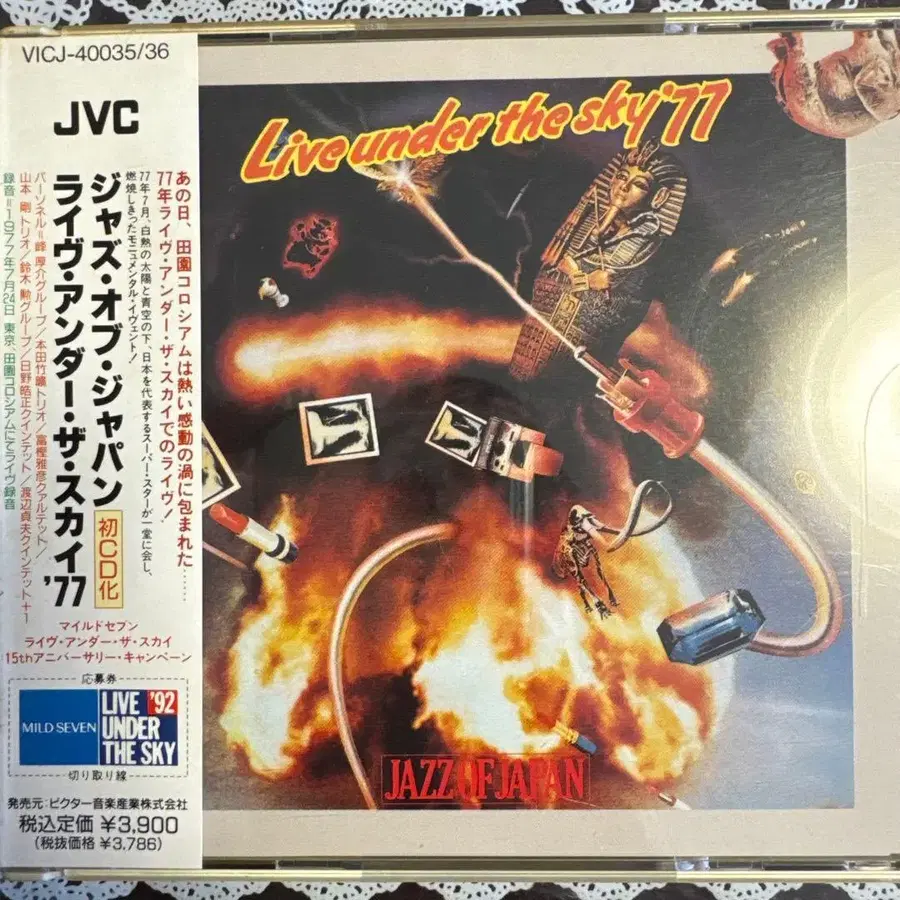 VICJ-40035/36
JVC
ジャズ・オブ・ジャパン
ライヴ・アンダー・ザ・スカイ'77
初CD化
あの日、田園コロシアムは熱い感動の渦に包まれた……
77年ライヴ・アンダー・ザ・スカイでのライヴ!
77年7月、白熱の太陽と青空の下、日本を代表するスーパー・スターが一堂に会し、
燃焼しきったモニュメンタル・イヴェント!
パーソネル=峰 厚介グループ/本田竹曠トリオ/富樫雅彦クァルテット/
山本 剛トリオ/鈴木 勲グループ/日野皓正クインテット/渡辺貞夫クインテット+1
録音=1977年7月24日 東京、田園コロシアムにてライヴ録音
マイルドセブン
ライヴ・アンダー・ザ・スカイ
15thアニバーサリー・キャンペーン
応募券
MILD SEVEN
LIVE '92
UNDER
THE SKY
切り取り線
発売元:ビクター音楽産業株式会社
税込定価 ¥3,900
(税抜価格 ¥3,786)
Live under the sky '77
JAZZ OF JAPAN